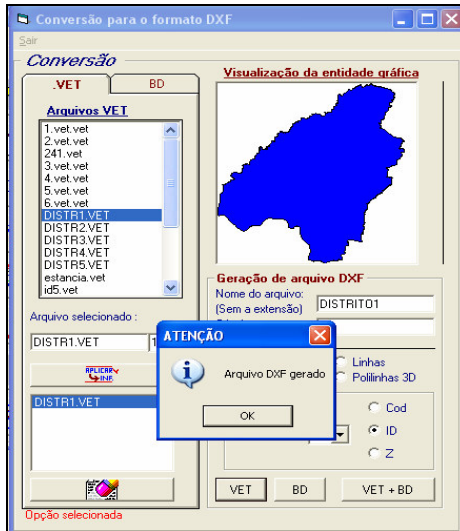 Conversão para o formato DXF
Sair
Conversão
.VET
BD
Arquivos VET
1.vet.vet
2.vet.vet
241.vet
3.vet.vet
4.vet.vet
5.vet.vet
6.vet.vet
DISTR1.VET
DISTR2.VET
DISTR3.VET
DISTR4.VET
DISTR5.VET
estancia.vet
id5.vet
Arquivo selecionado :
DISTR1.VET
1
APLICAR
INF.
DISTR1.VET
Opção selecionada
Visualização da entidade gráfica
Geração de arquivo DXF
Nome do arquivo:
(Sem a extensão)
DISTRITO1
ATENÇÃO
Arquivo DXF gerado
OK
Linhas
Polilinhas 3D
Cod
ID
Z
VET
BD
VET + BD